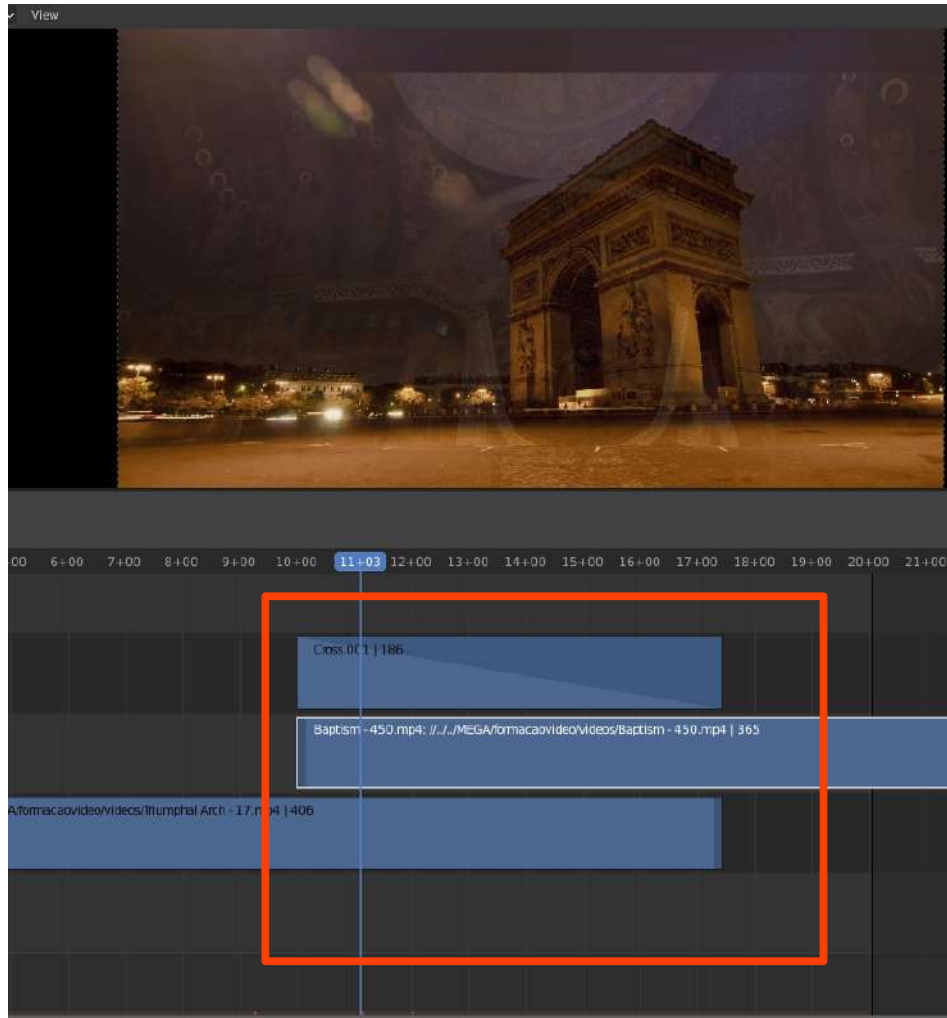 View
00 6+00 7+00 8+00 9+00 10+00 11+03 12+00 13+00 14+00 15+00 16+00 17+00 18+00 19+00 20+00 21+00
Cross.001 | 186
Baptism - 450.mp4: //../../MEGA/formacaovideo/videos/Baptism - 450.mp4 | 365
A/formacaovideo/videos/Triumphal Arch - 17.mp4 | 406